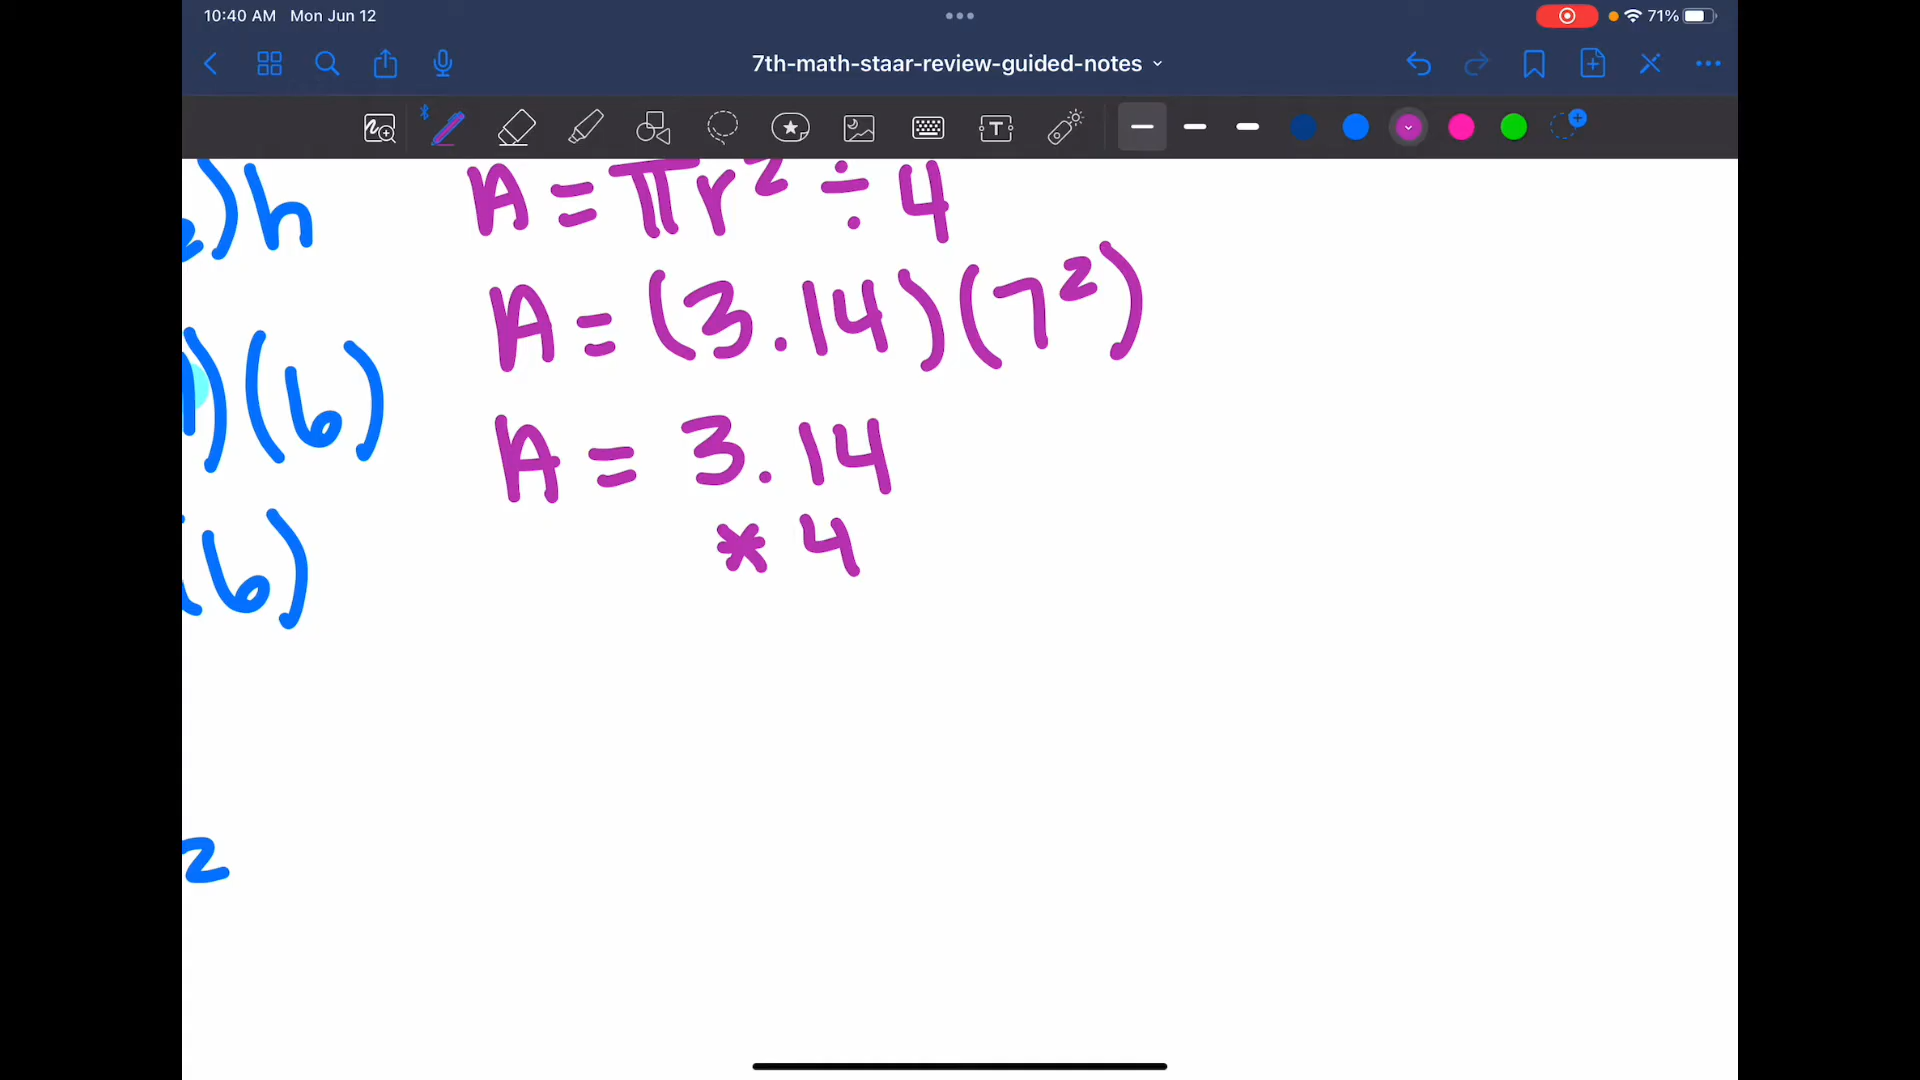 10:40 AM Mon Jun 12
71%
7th-math-staar-review-guided-notes
T
)h
A = πr² ÷ 4
A = (3.14)(7²)
)(6)
A = 3.14
* 4
(6)
2